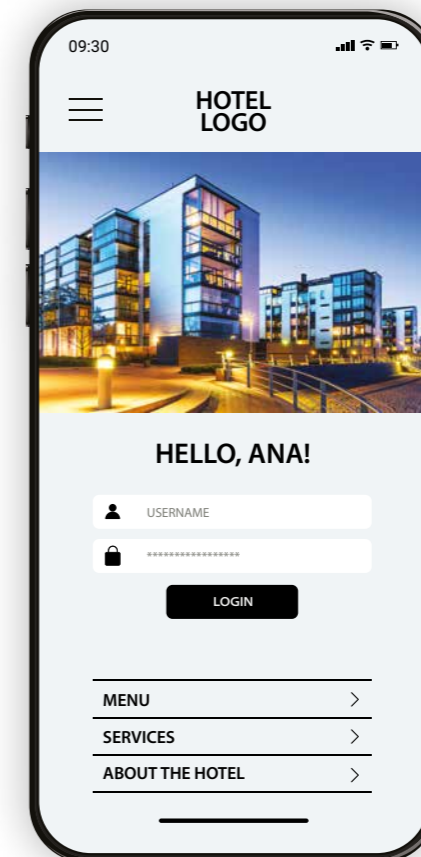 09:30
HOTEL
LOGO
HELLO, ANA!
USERNAME
*****************
LOGIN
MENU
SERVICES
ABOUT THE HOTEL